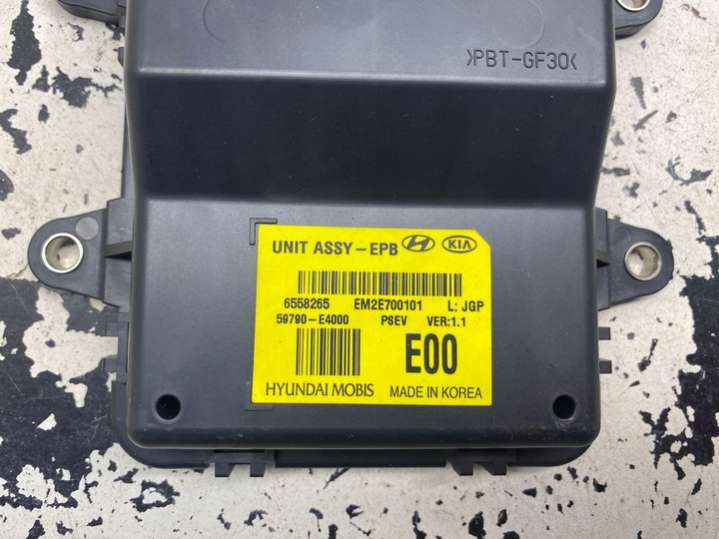 >PBT-GF30<
UNIT ASSY-EPB KIA
6558265 EM2E700101 L: JGP
59790-E4000 PSEV VER:1.1
E00
HYUNDAI MOBIS MADE IN KOREA